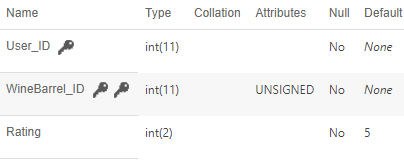 Name Type Collation Attributes Null Default
User_ID int(11) No None
WineBarrel_ID int(11) UNSIGNED No None
Rating int(2) No 5